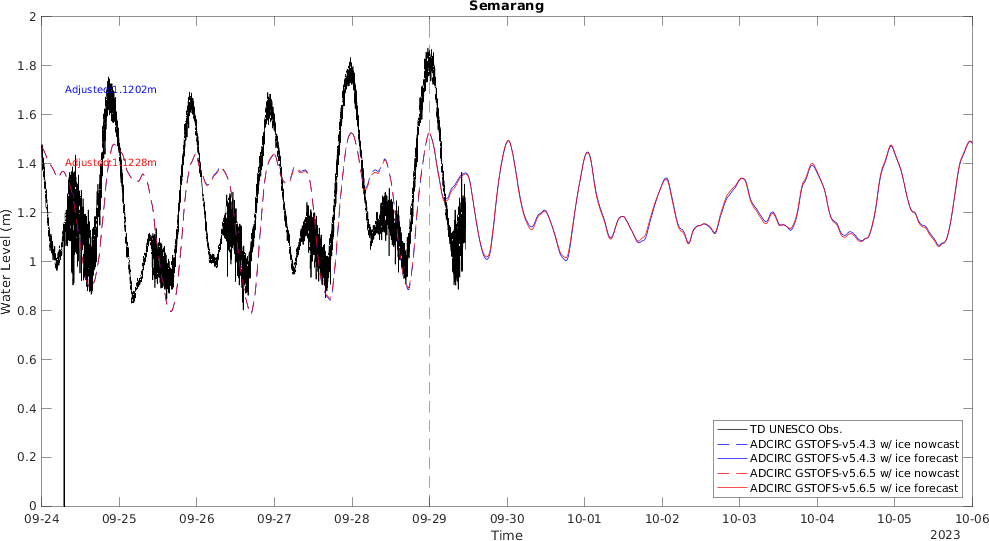 Semarang
Water Level (m)
2
1.8
1.6
1.4
1.2
1
0.8
0.6
0.4
0.2
0
Adjusted:1.1202m
Adjusted:1.1228m
TD UNESCO Obs.
ADCIRC GSTOFS-v5.4.3 w/ ice nowcast
ADCIRC GSTOFS-v5.4.3 w/ ice forecast
ADCIRC GSTOFS-v5.6.5 w/ ice nowcast
ADCIRC GSTOFS-v5.6.5 w/ ice forecast
09-24 09-25 09-26 09-27 09-28 09-29 09-30 10-01 10-02 10-03 10-04 10-05 10-06
Time
2023